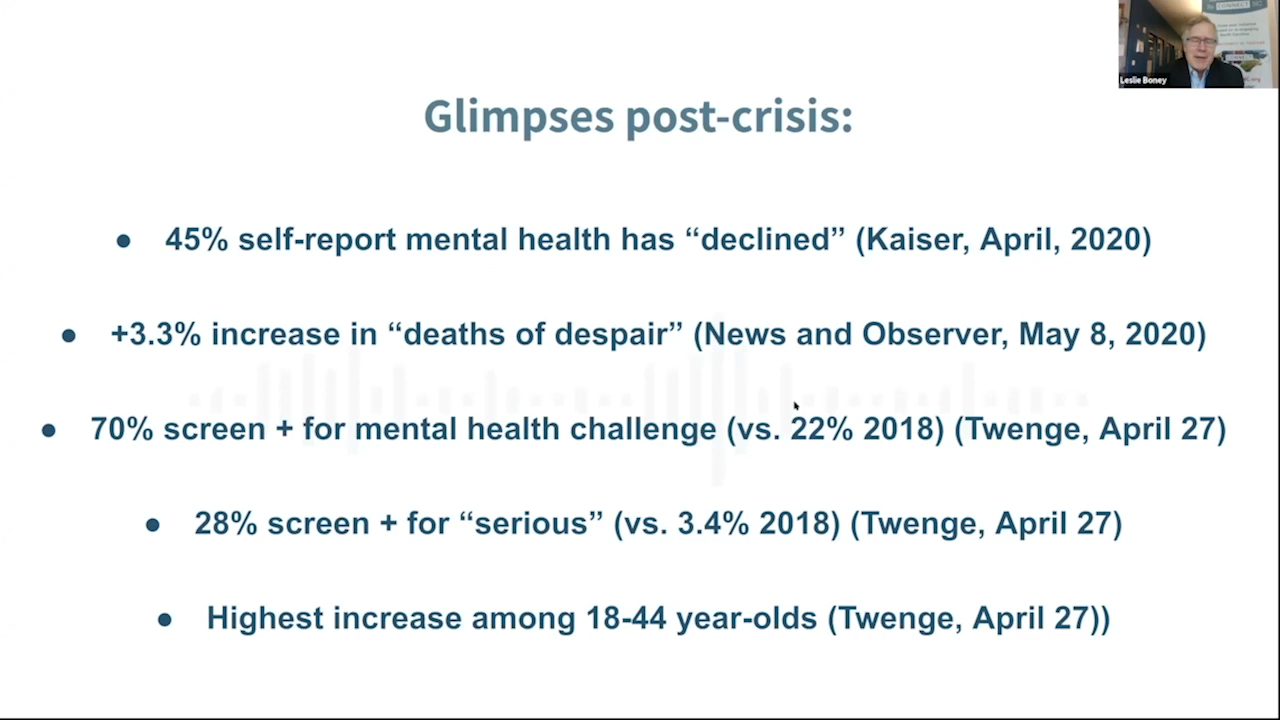 CONNECT NC
Leslie Boney
Glimpses post-crisis:
● 45% self-report mental health has “declined” (Kaiser, April, 2020)
● +3.3% increase in “deaths of despair” (News and Observer, May 8, 2020)
● 70% screen + for mental health challenge (vs. 22% 2018) (Twenge, April 27)
● 28% screen + for “serious” (vs. 3.4% 2018) (Twenge, April 27)
● Highest increase among 18-44 year-olds (Twenge, April 27))